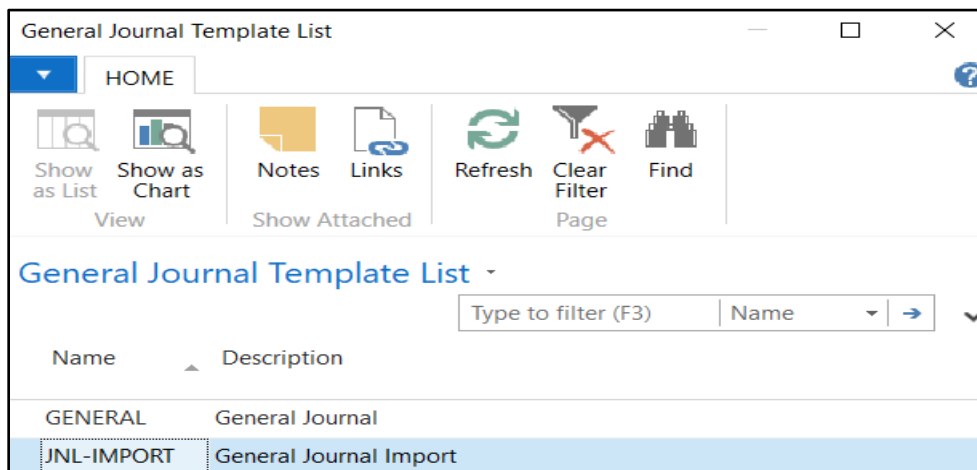 General Journal Template List
HOME
?
Show as List
Show as Chart
View
Notes
Links
Show Attached
Refresh
Clear Filter
Find
Page
General Journal Template List
Type to filter (F3) Name
Name Description
GENERAL General Journal
JNL-IMPORT General Journal Import